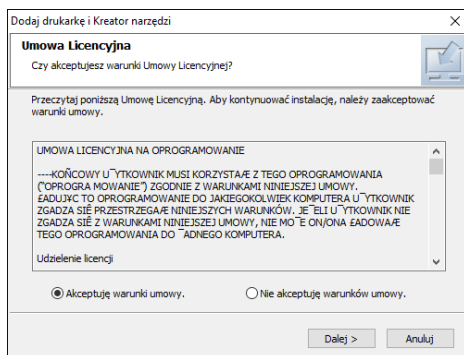 Dodaj drukarkę i Kreator narzędzi
Umowa Licencyjna
Czy akceptujesz warunki Umowy Licencyjnej?
Przeczytaj poniższą Umowę Licencyjną. Aby kontynuować instalację, należy zaakceptować
warunki umowy.
UMOWA LICENCYJNA NA OPROGRAMOWANIE
----KOÑCOWY U¯YTKOWNIK MUSI KORZYSTAÆ Z TEGO OPROGRAMOWANIA
("OPROGRA MOWANIE") ZGODNIE Z WARUNKAMI NINIEJSZEJ UMOWY.
£ADUJ¥C TO OPROGRAMOWANIE DO JAKIEGOKOLWIEK KOMPUTERA U¯YTKOWNIK
ZGADZA SIÊ PRZESTRZEGAÆ NINIEJSZYCH WARUNKÓW. JE¯ELI U¯YTKOWNIK NIE
ZGADZA SIÊ Z WARUNKAMI NINIEJSZEJ UMOWY, NIE MO¯E ON/ONA £ADOWAÆ
TEGO OPROGRAMOWANIA DO ¯ADNEGO KOMPUTERA.
Udzielenie licencji
Akceptuję warunki umowy.
Nie akceptuję warunków umowy.
Dalej >
Anuluj